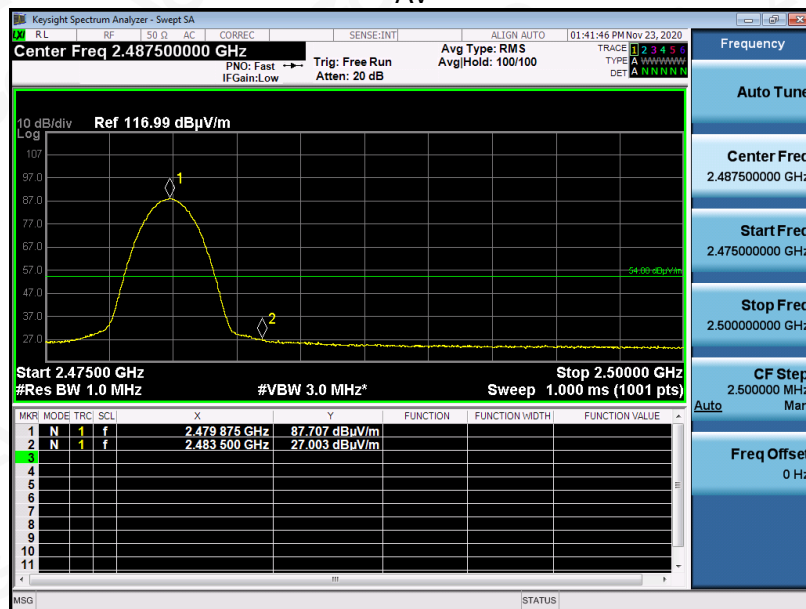 AV
Keysight Spectrum Analyzer - Swept SA
LXI RL RF 50 Ω AC CORREC SENSE:INT ALIGN AUTO 01:41:46 PM Nov 23, 2020
Center Freq 2.487500000 GHz
PNO: Fast
IFGain:Low
Trig: Free Run
Atten: 20 dB
Avg Type: RMS
Avg|Hold: 100/100
TRACE 1 2 3 4 5 6
TYPE A WWWWW
DET A N N N N N
10 dB/div Ref 116.99 dBµV/m
Log
107
97.0
87.0
77.0
67.0
57.0
47.0
37.0
27.0
1
2
54.00 dBµV/m
Start 2.47500 GHz Stop 2.50000 GHz
#Res BW 1.0 MHz #VBW 3.0 MHz* Sweep 1.000 ms (1001 pts)
MKR MODE TRC SCL X Y FUNCTION FUNCTION WIDTH FUNCTION VALUE
1 N 1 f 2.479 875 GHz 87.707 dBµV/m
2 N 1 f 2.483 500 GHz 27.003 dBµV/m
3
4
5
6
7
8
9
10
11
MSG STATUS
Frequency
Auto Tune
Center Freq
2.487500000 GHz
Start Freq
2.475000000 GHz
Stop Freq
2.500000000 GHz
CF Step
2.500000 MHz
Auto Man
Freq Offset
0 Hz